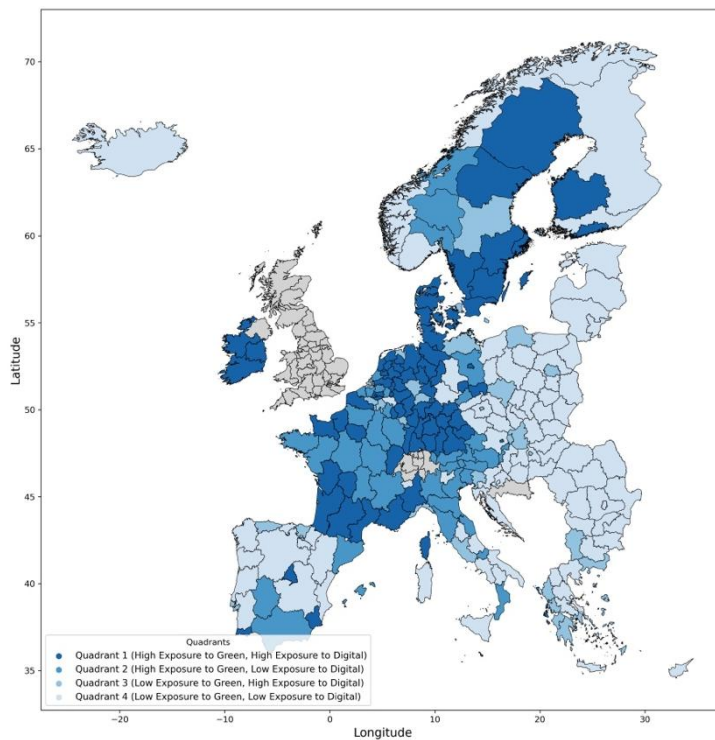 70
65
60
55
50
45
40
35
Latitude
Quadrants
Quadrant 1 (High Exposure to Green, High Exposure to Digital)
Quadrant 2 (High Exposure to Green, Low Exposure to Digital)
Quadrant 3 (Low Exposure to Green, High Exposure to Digital)
Quadrant 4 (Low Exposure to Green, Low Exposure to Digital)
−20 −10 0 10 20 30
Longitude